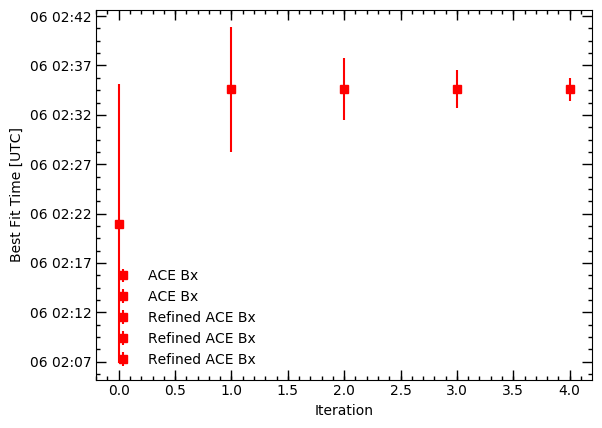 06 02:42
06 02:37
06 02:32
06 02:27
06 02:22
06 02:17
06 02:12
06 02:07
Best Fit Time [UTC]
ACE Bx
ACE Bx
Refined ACE Bx
Refined ACE Bx
Refined ACE Bx
0.0 0.5 1.0 1.5 2.0 2.5 3.0 3.5 4.0
Iteration